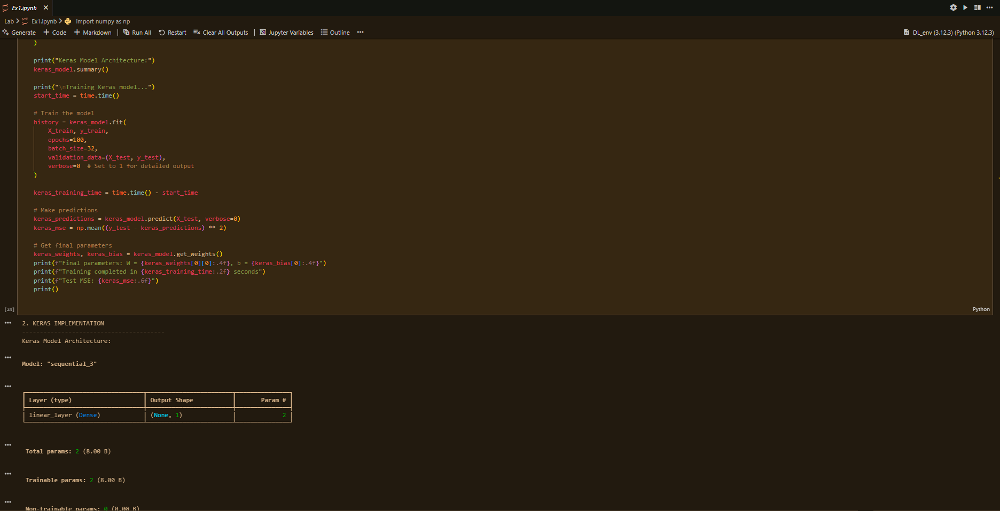 Ex1.ipynb
Lab > Ex1.ipynb > import numpy as np
Generate + Code + Markdown | Run All Restart Clear All Outputs | Jupyter Variables Outline ... DL_env (3.12.3) (Python 3.12.3)
)
print("Keras Model Architecture:")
keras_model.summary()
print("\nTraining Keras model...")
start_time = time.time()
# Train the model
history = keras_model.fit(
    X_train, y_train,
    epochs=100,
    batch_size=32,
    validation_data=(X_test, y_test),
    verbose=0  # Set to 1 for detailed output
)
keras_training_time = time.time() - start_time
# Make predictions
keras_predictions = keras_model.predict(X_test, verbose=0)
keras_mse = np.mean((y_test - keras_predictions) ** 2)
# Get final parameters
keras_weights, keras_bias = keras_model.get_weights()
print(f"Final parameters: W = {keras_weights[0][0]:.4f}, b = {keras_bias[0]:.4f}")
print(f"Training completed in {keras_training_time:.2f} seconds")
print(f"Test MSE: {keras_mse:.6f}")
print()
[24]
Python
2. KERAS IMPLEMENTATION
----------------------------------------
Keras Model Architecture:
Model: "sequential_3"
Layer (type) Output Shape Param #
linear_layer (Dense) (None, 1) 2
Total params: 2 (8.00 B)
Trainable params: 2 (8.00 B)
Non-trainable params: 0 (0.00 B)